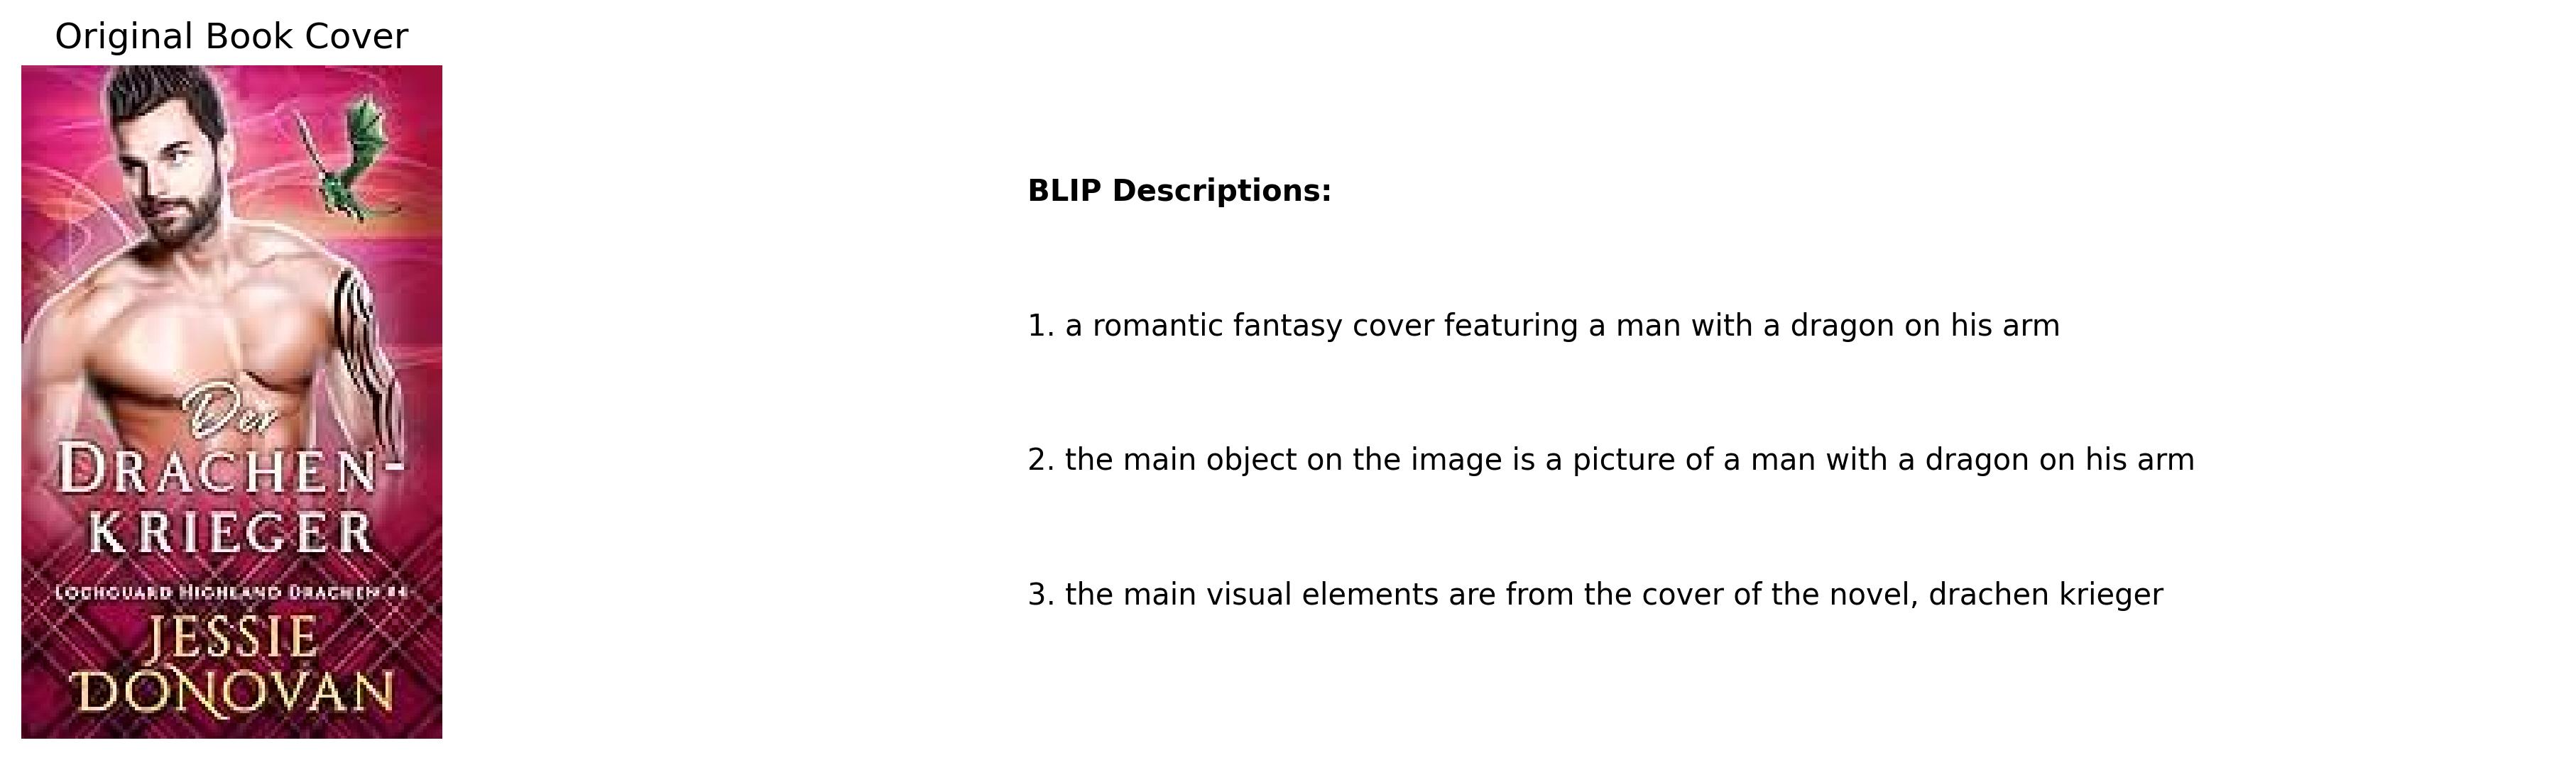 Original Book Cover
Der
DRACHEN-
KRIEGER
LOCHGUARD HIGHLAND DRACHEN #4
JESSIE
DONOVAN
BLIP Descriptions:
1. a romantic fantasy cover featuring a man with a dragon on his arm
2. the main object on the image is a picture of a man with a dragon on his arm
3. the main visual elements are from the cover of the novel, drachen krieger